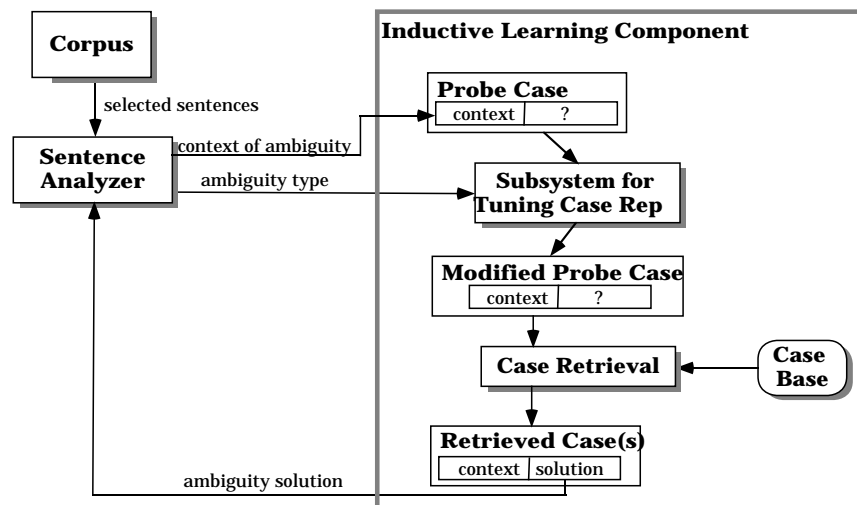 Inductive Learning Component
Corpus
selected sentences
Sentence
Analyzer
context of ambiguity
ambiguity type
Probe Case
context ?
Subsystem for
Tuning Case Rep
Modified Probe Case
context ?
Case Retrieval
Case
Base
Retrieved Case(s)
context solution
ambiguity solution